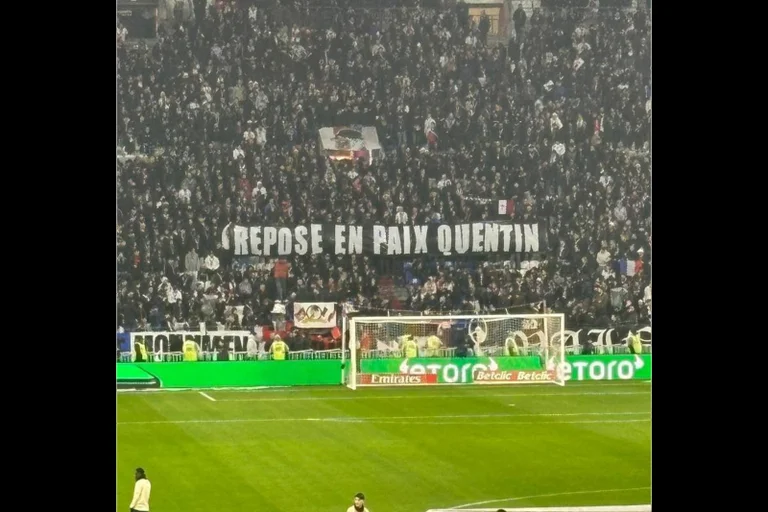 REPOSE EN PAIX QUENTIN
Emirates
etoro
Betclic Betclic
etoro